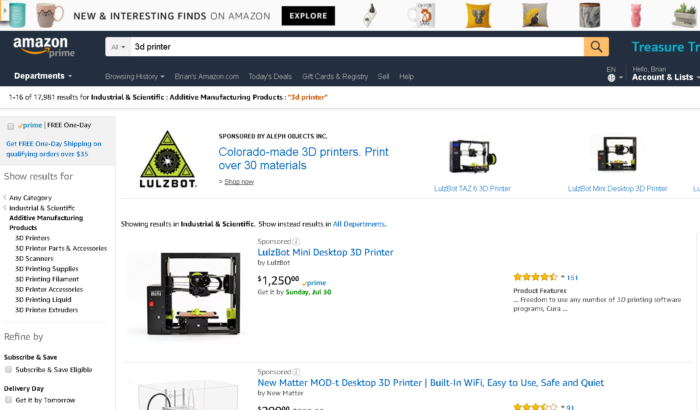 NEW & INTERESTING FINDS ON AMAZON EXPLORE
amazon
prime
All
3d printer
Treasure Tr
Departments
Browsing History
Brian's Amazon.com
Today's Deals
Gift Cards & Registry
Sell
Help
EN
Hello, Brian
Account & Lists
1-16 of 17,981 results for Industrial & Scientific : Additive Manufacturing Products : "3d printer"
prime | FREE One-Day
Get FREE One-Day Shipping on
qualifying orders over $35
Show results for
Any Category
Industrial & Scientific
Additive Manufacturing
Products
3D Printers
3D Printer Parts & Accessories
3D Scanners
3D Printing Supplies
3D Printing Filament
3D Printer Accessories
3D Printing Liquid
3D Printer Extruders
Refine by
Subscribe & Save
Subscribe & Save Eligible
Delivery Day
Get it by Tomorrow
LULZBOT
SPONSORED BY ALEPH OBJECTS INC.
Colorado-made 3D printers. Print
over 30 materials
> Shop now
LulzBot TAZ 6 3D Printer
LulzBot Mini Desktop 3D Printer
Lu
Showing results in Industrial & Scientific. Show instead results in All Departments.
Sponsored
LulzBot Mini Desktop 3D Printer
by LulzBot
$1,25000 prime
Get it by Sunday, Jul 30
151
Product Features
... Freedom to use any number of 3D printing software
programs, Cura ...
Sponsored
New Matter MOD-t Desktop 3D Printer | Built-In WiFi, Easy to Use, Safe and Quiet
by New Matter
91